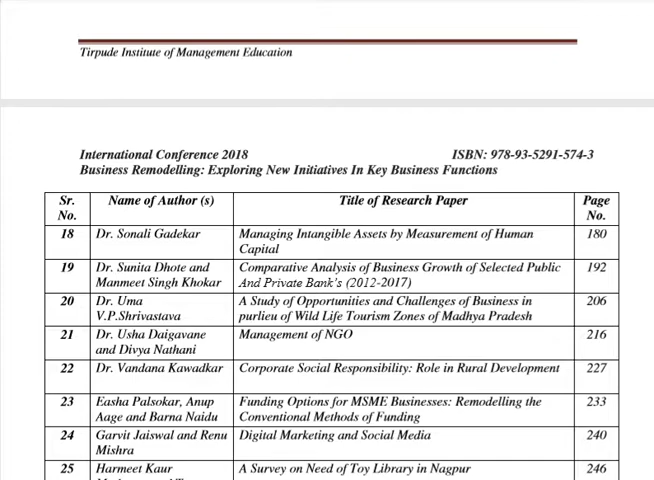 Tirpude Institute of Management Education
International Conference 2018 ISBN: 978-93-5291-574-3
Business Remodelling: Exploring New Initiatives In Key Business Functions
Sr. No. Name of Author (s) Title of Research Paper Page No.
18 Dr. Sonali Gadekar Managing Intangible Assets by Measurement of Human Capital 180
19 Dr. Sunita Dhote and Manmeet Singh Khokar Comparative Analysis of Business Growth of Selected Public And Private Bank's (2012-2017) 192
20 Dr. Uma V.P.Shrivastava A Study of Opportunities and Challenges of Business in purlieu of Wild Life Tourism Zones of Madhya Pradesh 206
21 Dr. Usha Daigavane and Divya Nathani Management of NGO 216
22 Dr. Vandana Kawadkar Corporate Social Responsibility: Role in Rural Development 227
23 Easha Palsokar, Anup Aage and Barna Naidu Funding Options for MSME Businesses: Remodelling the Conventional Methods of Funding 233
24 Garvit Jaiswal and Renu Mishra Digital Marketing and Social Media 240
25 Harmeet Kaur A Survey on Need of Toy Library in Nagpur 246